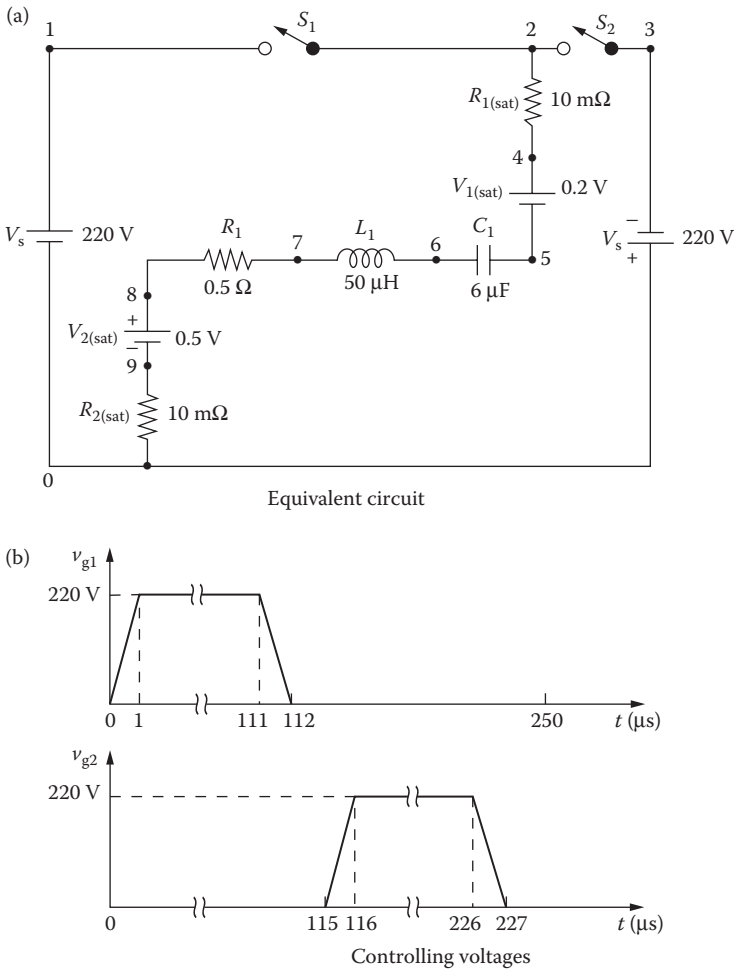 (a)
1 S1 2 S2 3
R1(sat) 10 mΩ
4
V1(sat) 0.2 V
Vs 220 V
R1 7 L1 6 C1 5
0.5 Ω 50 μH 6 μF
− Vs + 220 V
8
+
V2(sat) 0.5 V
−
9
R2(sat) 10 mΩ
0
Equivalent circuit
(b)
νg1
220 V
0 1 111 112 250 t (μs)
νg2
220 V
0 115 116 226 227 t (μs)
Controlling voltages